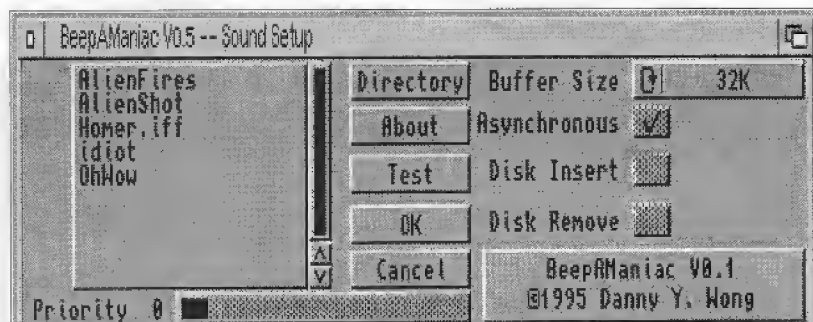 BeepAManiac V0.5 -- Sound Setup
AlienFires
AlienShot
Homer.iff
idiot
OhWow
Priority 0
Directory
About
Test
OK
Cancel
Buffer Size 32K
Asynchronous
Disk Insert
Disk Remove
BeepAManiac V0.1
©1995 Danny Y. Wong